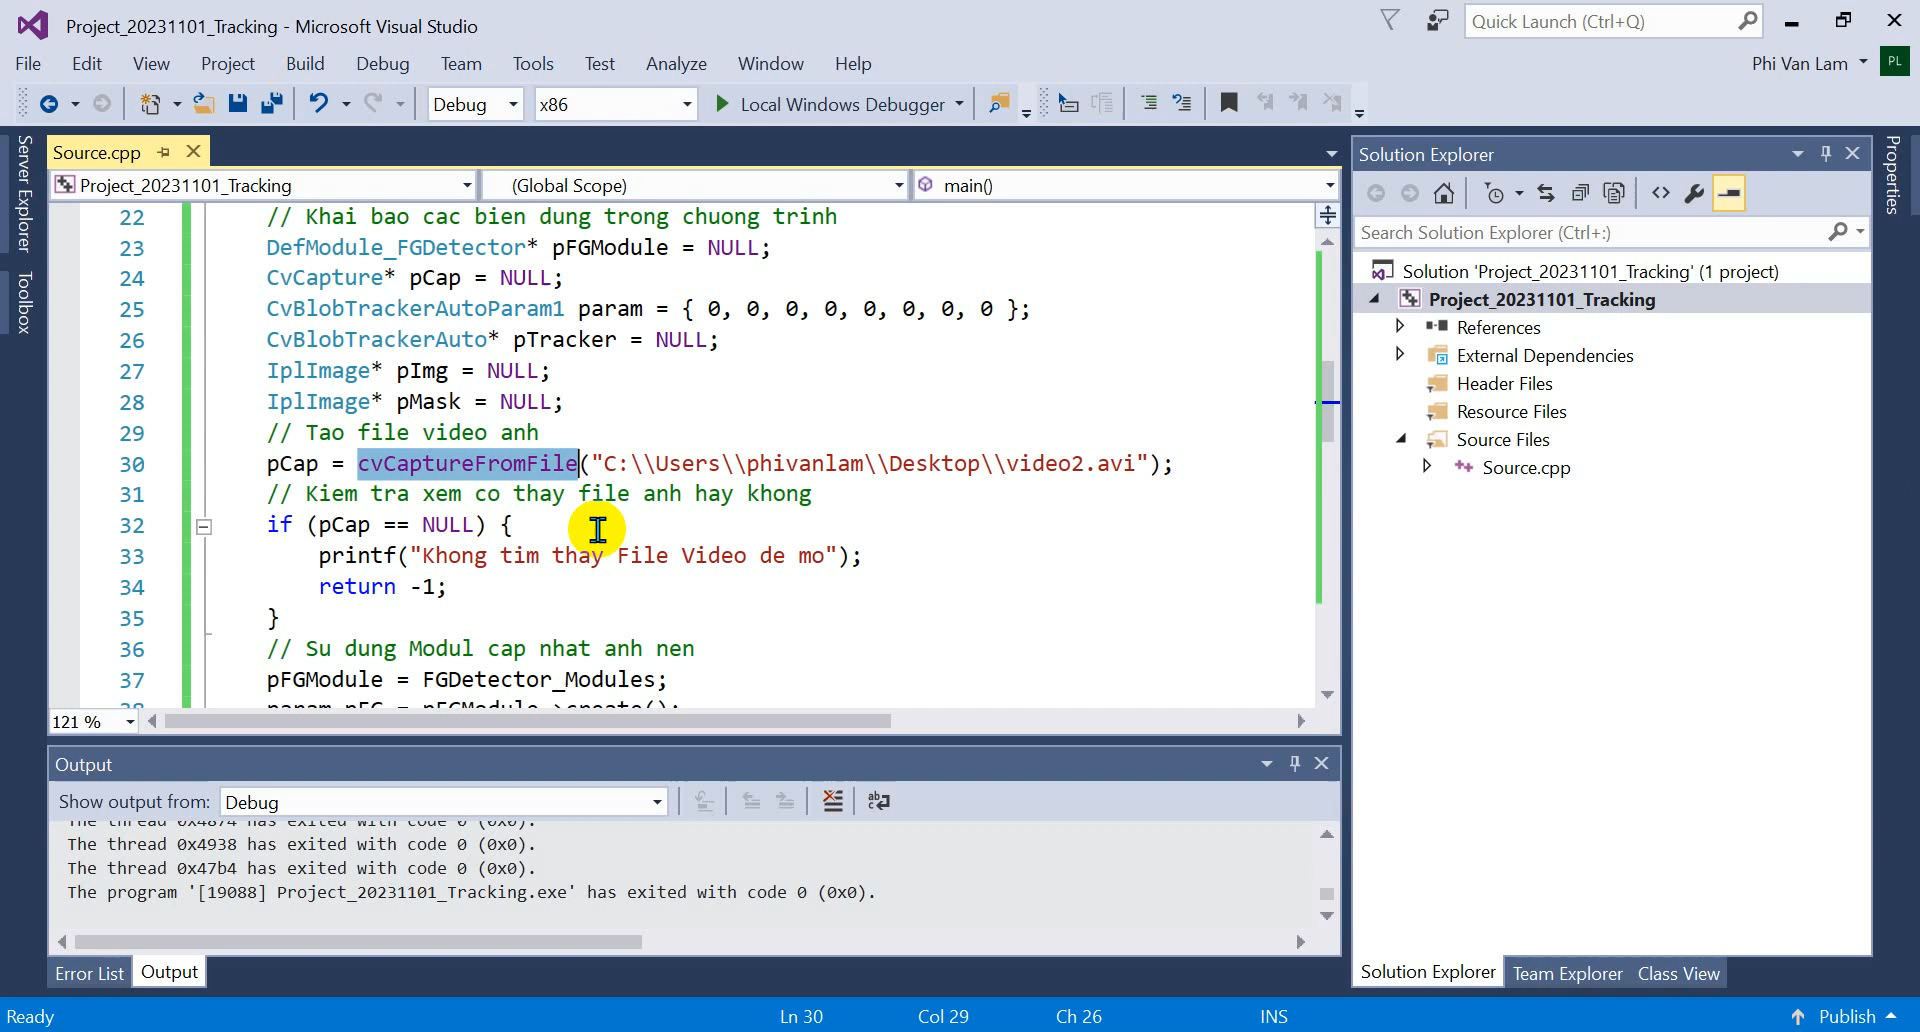 Project_20231101_Tracking - Microsoft Visual Studio
Quick Launch (Ctrl+Q)
File Edit View Project Build Debug Team Tools Test Analyze Window Help
Phi Van Lam PL
Debug x86 Local Windows Debugger
Server Explorer
Toolbox
Source.cpp
Project_20231101_Tracking (Global Scope) main()
22 // Khai bao cac bien dung trong chuong trinh
23 DefModule_FGDetector* pFGModule = NULL;
24 CvCapture* pCap = NULL;
25 CvBlobTrackerAutoParam1 param = { 0, 0, 0, 0, 0, 0, 0, 0 };
26 CvBlobTrackerAuto* pTracker = NULL;
27 IplImage* pImg = NULL;
28 IplImage* pMask = NULL;
29 // Tao file video anh
30 pCap = cvCaptureFromFile("C:\\Users\\phivanlam\\Desktop\\video2.avi");
31 // Kiem tra xem co thay file anh hay khong
32 if (pCap == NULL) {
33 printf("Khong tim thay File Video de mo");
34 return -1;
35 }
36 // Su dung Modul cap nhat anh nen
37 pFGModule = FGDetector_Modules;
121 %
Output
Show output from: Debug
The thread 0x4874 has exited with code 0 (0x0).
The thread 0x4938 has exited with code 0 (0x0).
The thread 0x47b4 has exited with code 0 (0x0).
The program '[19088] Project_20231101_Tracking.exe' has exited with code 0 (0x0).
Error List Output
Solution Explorer
Search Solution Explorer (Ctrl+:)
Solution 'Project_20231101_Tracking' (1 project)
Project_20231101_Tracking
References
External Dependencies
Header Files
Resource Files
Source Files
Source.cpp
Solution Explorer Team Explorer Class View
Properties
Ready Ln 30 Col 29 Ch 26 INS Publish